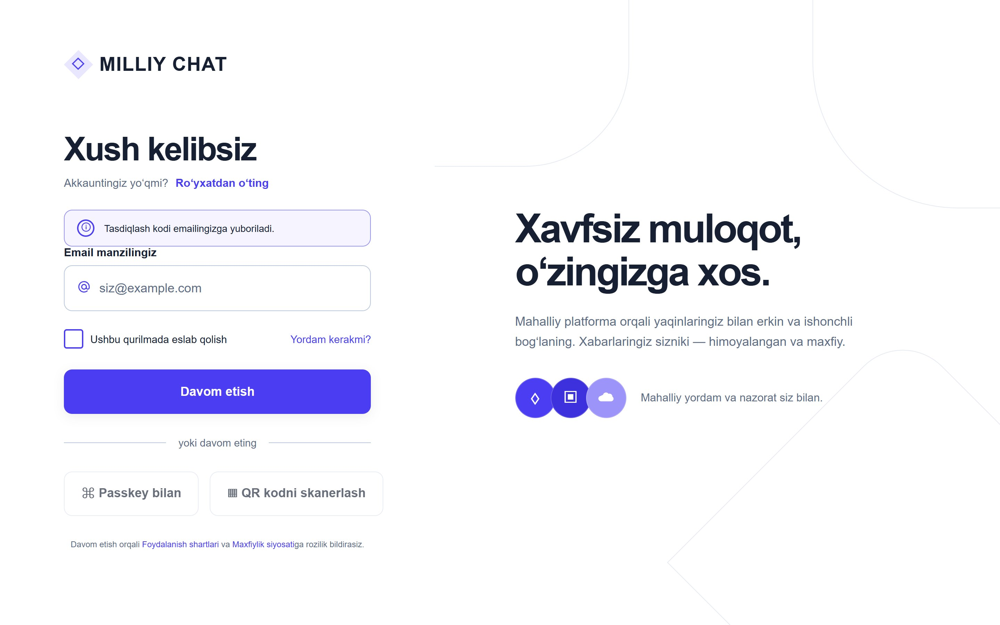 MILLIY CHAT
Xush kelibsiz
Akkauntingiz yo‘qmi? Ro‘yxatdan o‘ting
Tasdiqlash kodi emailingizga yuboriladi.
Email manzilingiz
siz@example.com
Ushbu qurilmada eslab qolish
Yordam kerakmi?
Davom etish
yoki davom eting
⌘ Passkey bilan
▦ QR kodni skanerlash
Davom etish orqali Foydalanish shartlari va Maxfiylik siyosatiga rozilik bildirasiz.
Xavfsiz muloqot,
o‘zingizga xos.
Mahalliy platforma orqali yaqinlaringiz bilan erkin va ishonchli
bog‘laning. Xabarlaringiz sizniki — himoyalangan va maxfiy.
Mahalliy yordam va nazorat siz bilan.